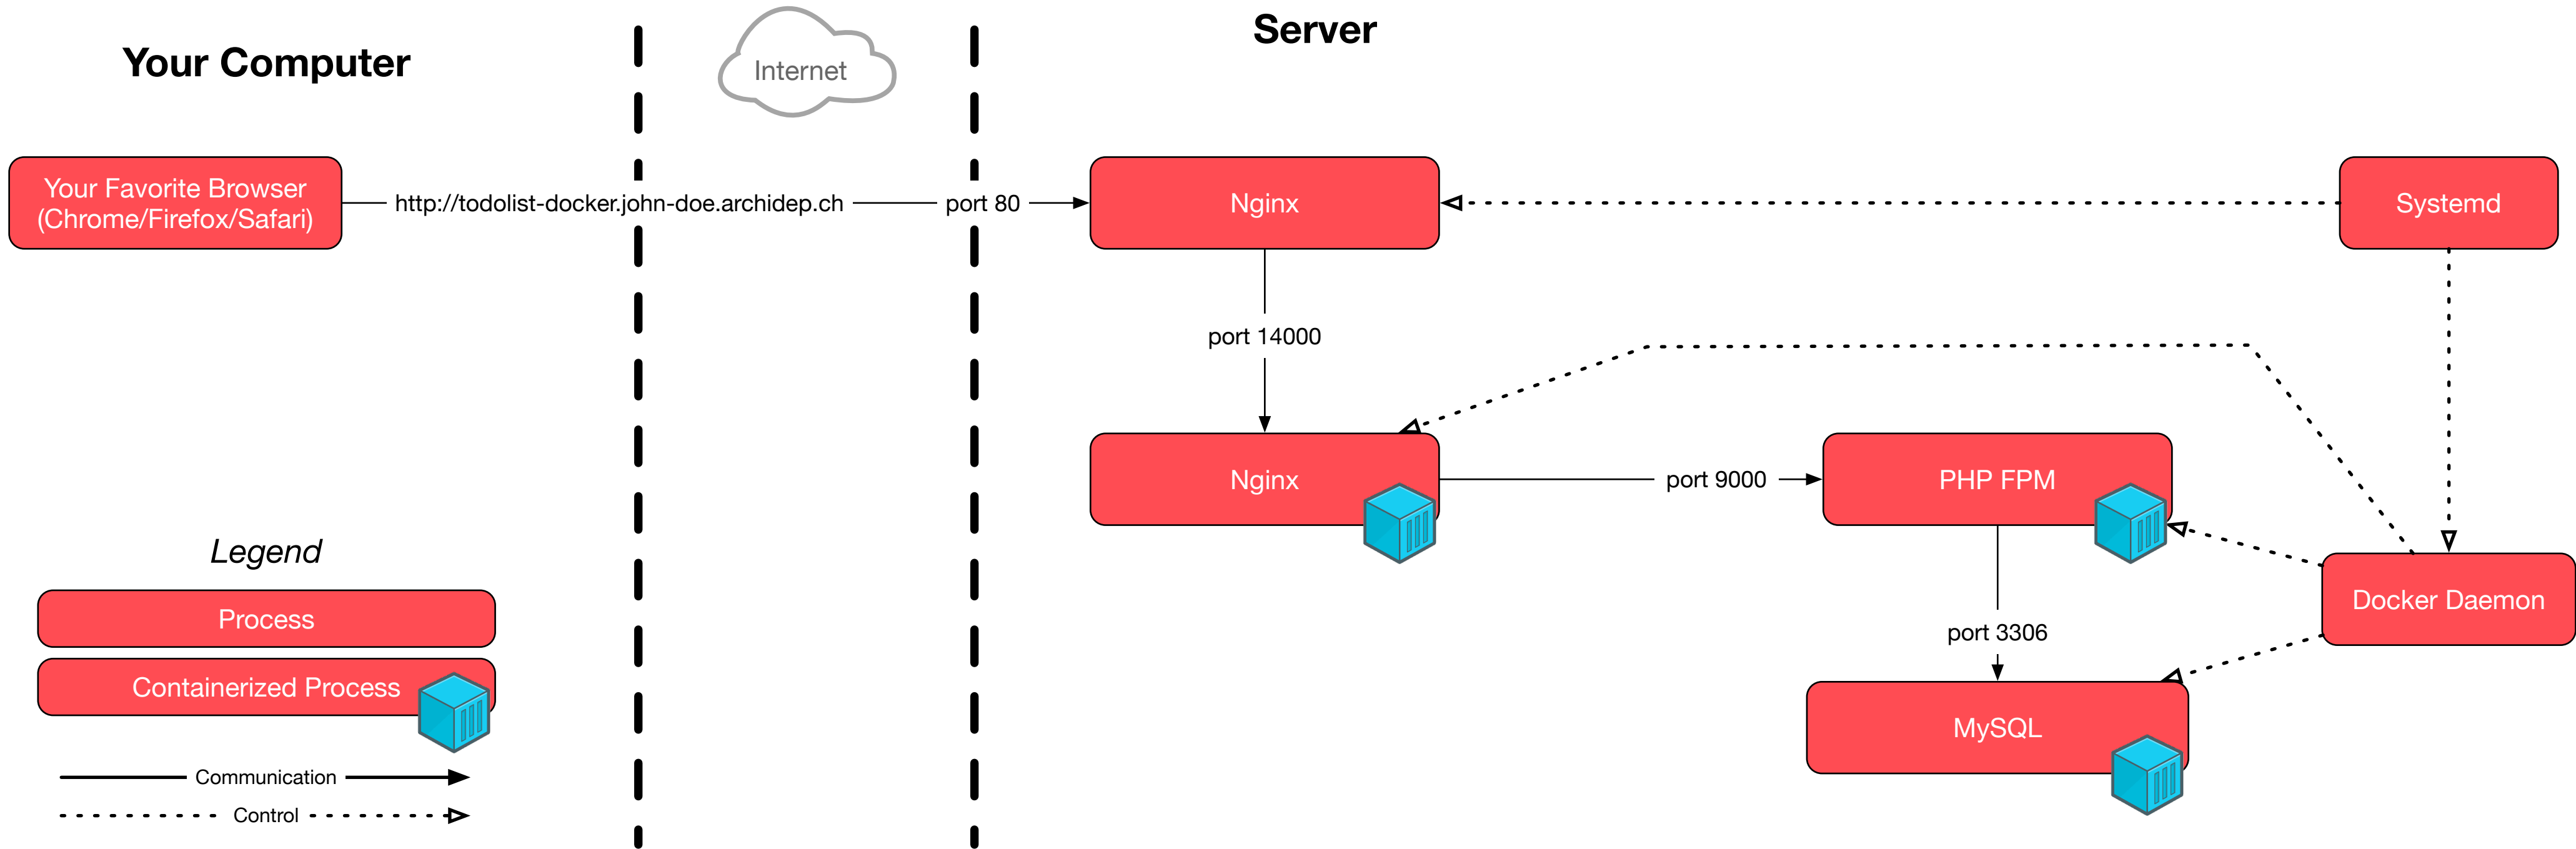 Your Computer
Internet
Server
Your Favorite Browser
(Chrome/Firefox/Safari)
http://todolist-docker.john-doe.archidep.ch
port 80
Nginx
Systemd
port 14000
Nginx
port 9000
PHP FPM
Docker Daemon
port 3306
MySQL
Legend
Process
Containerized Process
Communication
Control